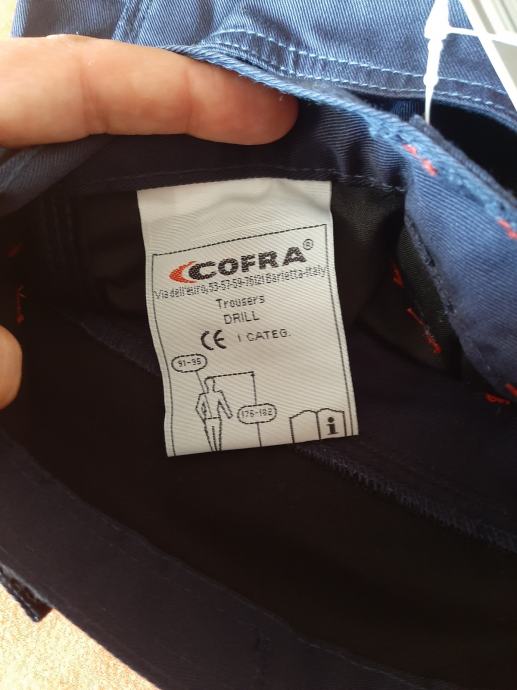 COFRA®
Via dell'euro,53-57-59-76121 Barletta-Italy
Trousers
DRILL
CE I CATEG.
91-95
176-182
i